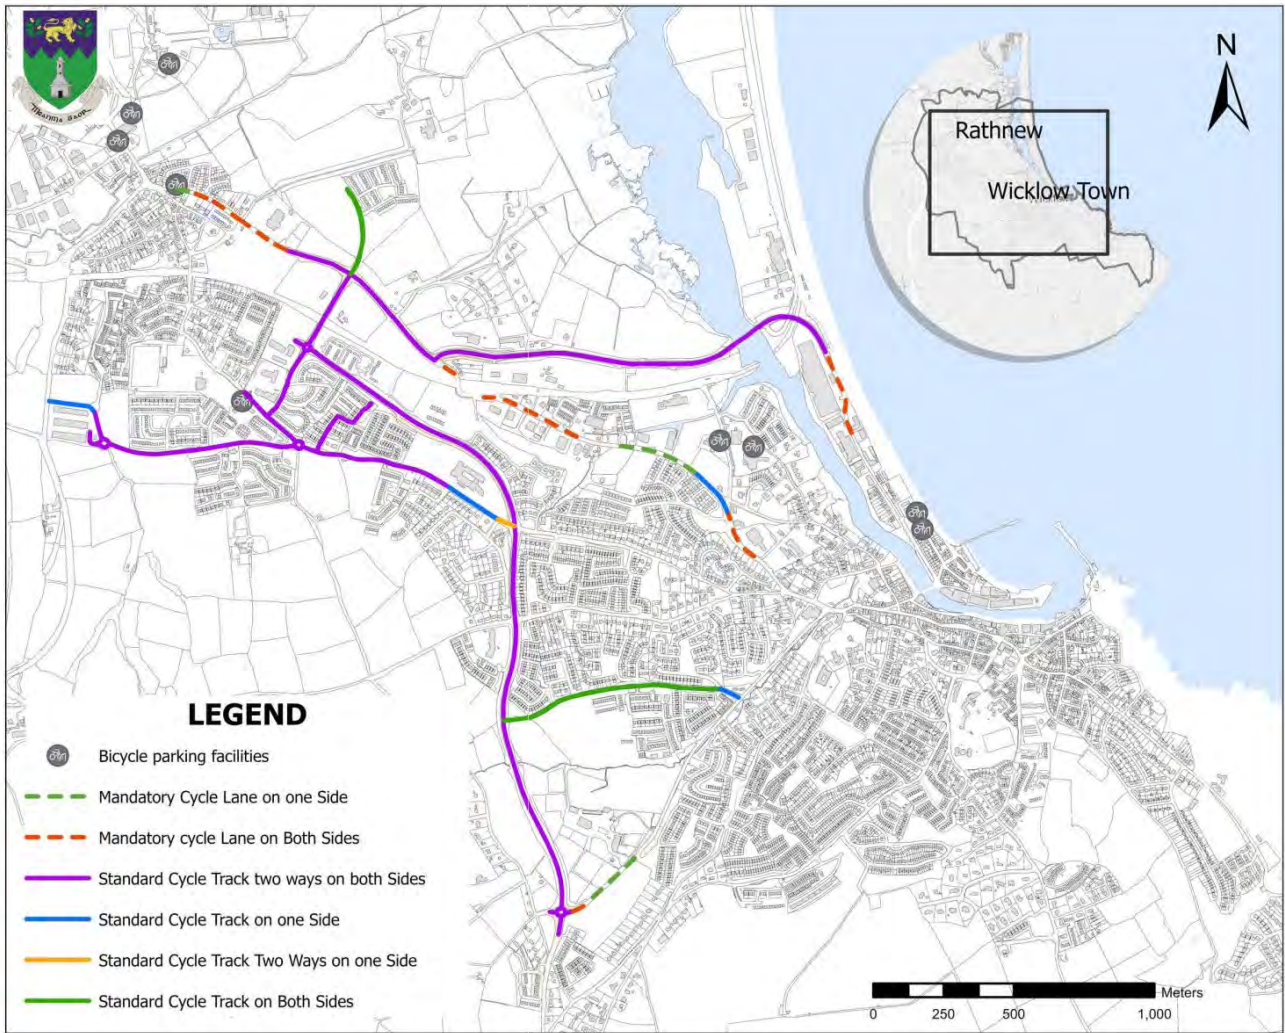 MEANMA SAOR
N
Rathnew
Wicklow Town
LEGEND
Bicycle parking facilities
Mandatory Cycle Lane on one Side
Mandatory cycle Lane on Both Sides
Standard Cycle Track two ways on both Sides
Standard Cycle Track on one Side
Standard Cycle Track Two Ways on one Side
Standard Cycle Track on Both Sides
Meters
0 250 500 1,000